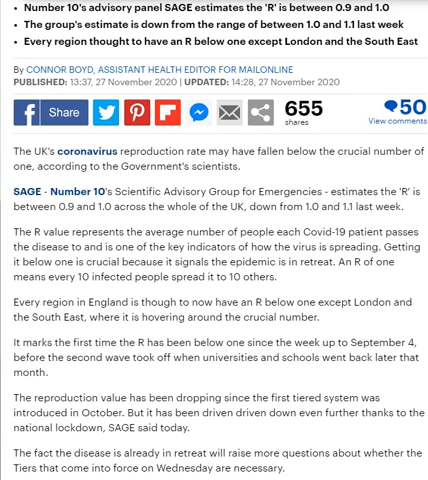 Number 10's advisory panel SAGE estimates the 'R' is between 0.9 and 1.0
The group's estimate is down from the range of between 1.0 and 1.1 last week
Every region thought to have an R below one except London and the South East
By CONNOR BOYD, ASSISTANT HEALTH EDITOR FOR MAILONLINE
PUBLISHED: 13:37, 27 November 2020 | UPDATED: 14:28, 27 November 2020
Share
655
shares
50
View comments
The UK's coronavirus reproduction rate may have fallen below the crucial number of
one, according to the Government's scientists.
SAGE - Number 10's Scientific Advisory Group for Emergencies - estimates the 'R' is
between 0.9 and 1.0 across the whole of the UK, down from 1.0 and 1.1 last week.
The R value represents the average number of people each Covid-19 patient passes
the disease to and is one of the key indicators of how the virus is spreading. Getting
it below one is crucial because it signals the epidemic is in retreat. An R of one
means every 10 infected people spread it to 10 others.
Every region in England is though to now have an R below one except London and
the South East, where it is hovering around the crucial number.
It marks the first time the R has been below one since the week up to September 4,
before the second wave took off when universities and schools went back later that
month.
The reproduction value has been dropping since the first tiered system was
introduced in October. But it has been driven driven down even further thanks to the
national lockdown, SAGE said today.
The fact the disease is already in retreat will raise more questions about whether the
Tiers that come into force on Wednesday are necessary.